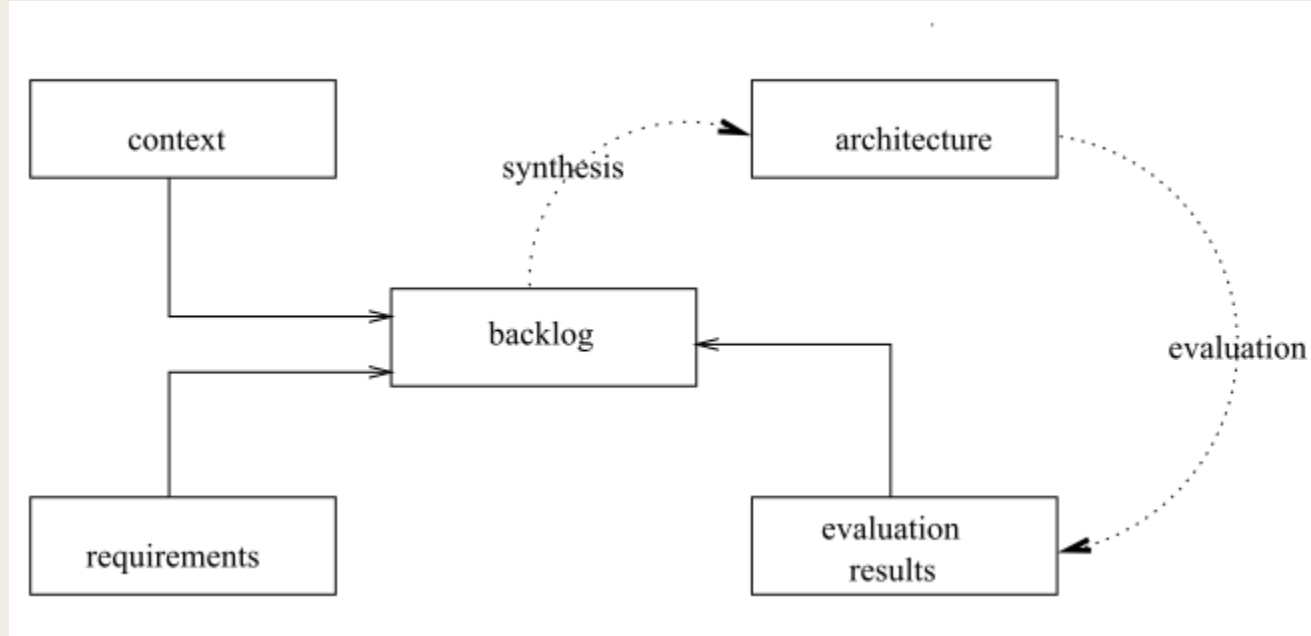 context
architecture
synthesis
backlog
evaluation
requirements
evaluation
results